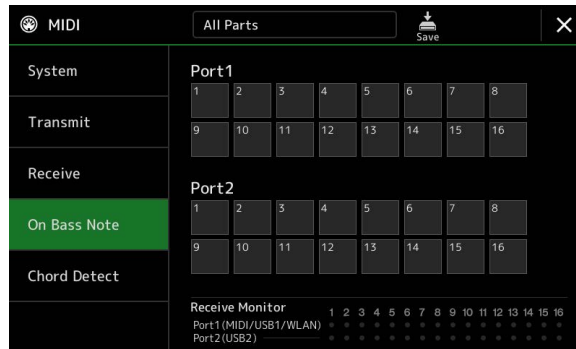 MIDI
All Parts
Save
System
Transmit
Receive
On Bass Note
Chord Detect
Port1
1 2 3 4 5 6 7 8
9 10 11 12 13 14 15 16
Port2
1 2 3 4 5 6 7 8
9 10 11 12 13 14 15 16
Receive Monitor 1 2 3 4 5 6 7 8 9 10 11 12 13 14 15 16
Port1(MIDI/USB1/WLAN)
Port2(USB2)